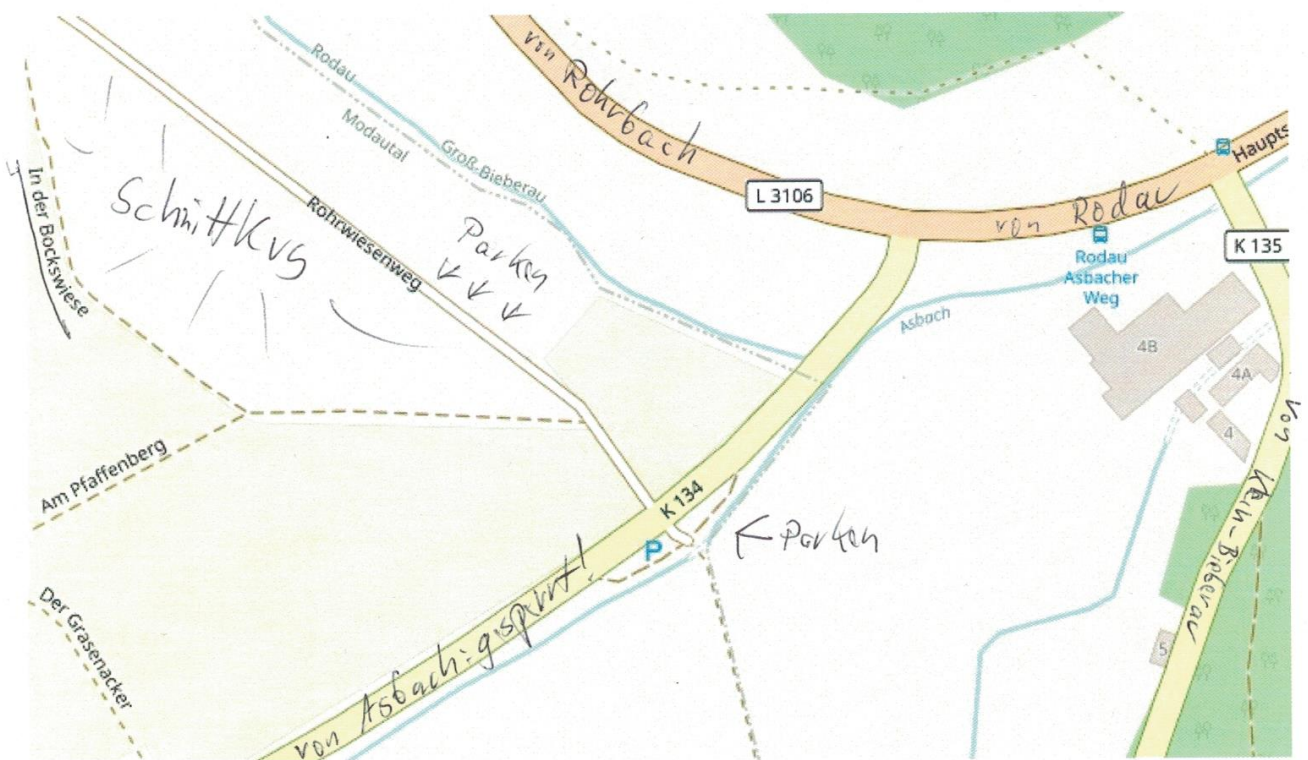 Rodau
Modautal
Groß-Bieberau
von Rohrbach
L 3106
von Rodau
Haupts
K 135
Rodau
Asbacher
Weg
Asbach
4B
4A
4
5
In der Bockswiese
Schnittkus
Rohrwiesenweg
Parken
Am Pfaffenberg
K 134
P
← Parken
von Klein-Bieberau
von Asbach: gesperrt!
Der Grasenacker